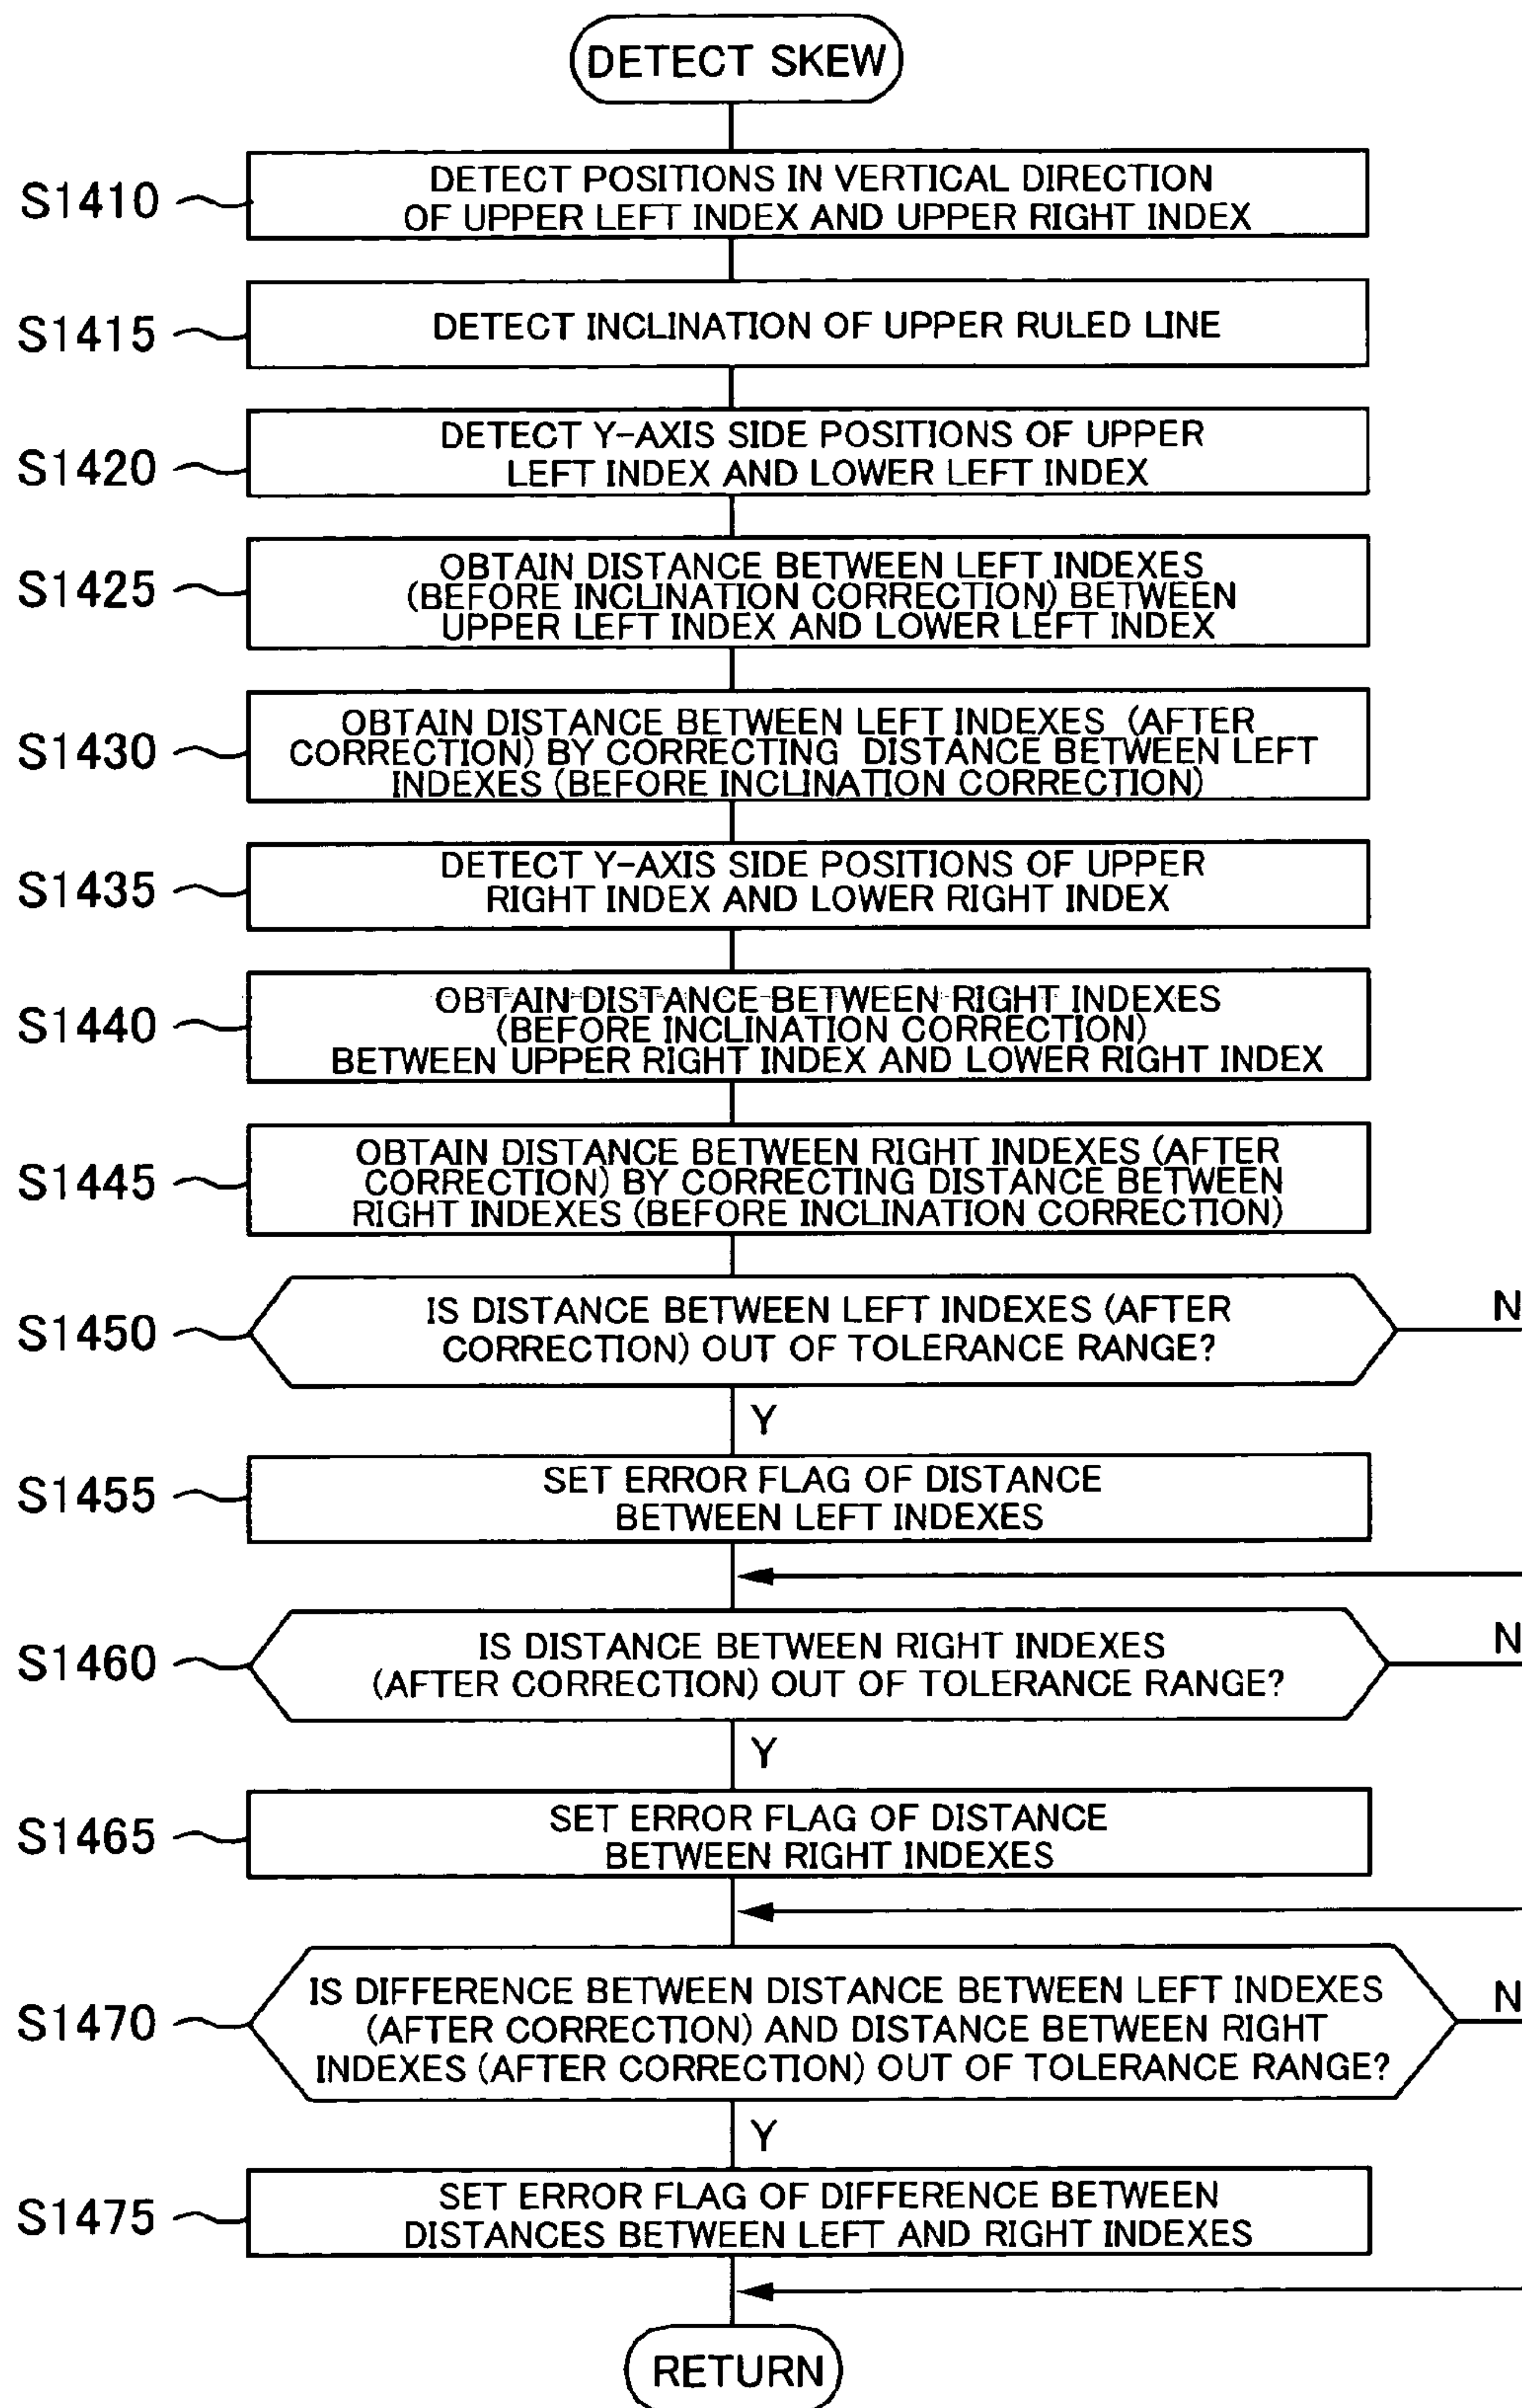 DETECT SKEW
S1410
DETECT POSITIONS IN VERTICAL DIRECTION
OF UPPER LEFT INDEX AND UPPER RIGHT INDEX
S1415
DETECT INCLINATION OF UPPER RULED LINE
S1420
DETECT Y-AXIS SIDE POSITIONS OF UPPER
LEFT INDEX AND LOWER LEFT INDEX
S1425
OBTAIN DISTANCE BETWEEN LEFT INDEXES
(BEFORE INCLINATION CORRECTION) BETWEEN
UPPER LEFT INDEX AND LOWER LEFT INDEX
S1430
OBTAIN DISTANCE BETWEEN LEFT INDEXES (AFTER
CORRECTION) BY CORRECTING DISTANCE BETWEEN LEFT
INDEXES (BEFORE INCLINATION CORRECTION)
S1435
DETECT Y-AXIS SIDE POSITIONS OF UPPER
RIGHT INDEX AND LOWER RIGHT INDEX
S1440
OBTAIN DISTANCE BETWEEN RIGHT INDEXES
(BEFORE INCLINATION CORRECTION)
BETWEEN UPPER RIGHT INDEX AND LOWER RIGHT INDEX
S1445
OBTAIN DISTANCE BETWEEN RIGHT INDEXES (AFTER
CORRECTION) BY CORRECTING DISTANCE BETWEEN
RIGHT INDEXES (BEFORE INCLINATION CORRECTION)
S1450
IS DISTANCE BETWEEN LEFT INDEXES (AFTER
CORRECTION) OUT OF TOLERANCE RANGE?
N
Y
S1455
SET ERROR FLAG OF DISTANCE
BETWEEN LEFT INDEXES
S1460
IS DISTANCE BETWEEN RIGHT INDEXES
(AFTER CORRECTION) OUT OF TOLERANCE RANGE?
N
Y
S1465
SET ERROR FLAG OF DISTANCE
BETWEEN RIGHT INDEXES
S1470
IS DIFFERENCE BETWEEN DISTANCE BETWEEN LEFT INDEXES
(AFTER CORRECTION) AND DISTANCE BETWEEN RIGHT
INDEXES (AFTER CORRECTION) OUT OF TOLERANCE RANGE?
N
Y
S1475
SET ERROR FLAG OF DIFFERENCE BETWEEN
DISTANCES BETWEEN LEFT AND RIGHT INDEXES
RETURN